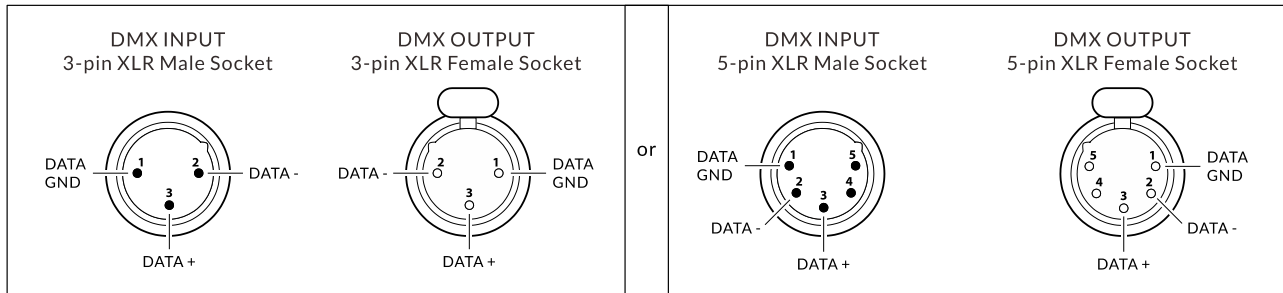 DMX INPUT
3-pin XLR Male Socket
DATA
GND
1
2
3
DATA -
DATA +
DMX OUTPUT
3-pin XLR Female Socket
DATA -
2
1
3
DATA
GND
DATA +
or
DMX INPUT
5-pin XLR Male Socket
DATA
GND
1
5
2
4
3
DATA -
DATA +
DMX OUTPUT
5-pin XLR Female Socket
5
1
4
2
3
DATA
GND
DATA -
DATA +